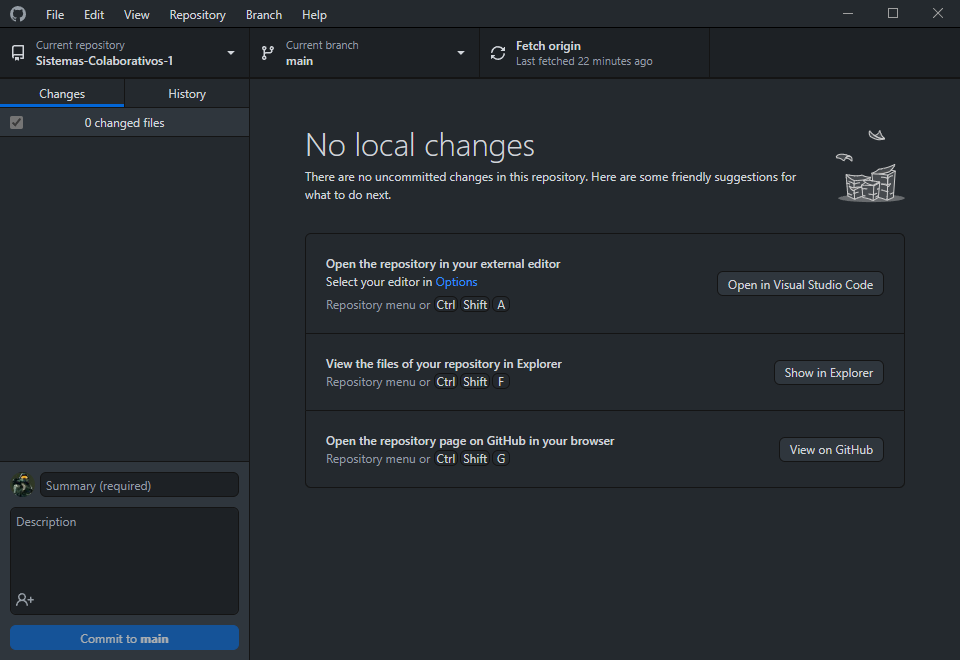 File Edit View Repository Branch Help
Current repository
Sistemas-Colaborativos-1
Current branch
main
Fetch origin
Last fetched 22 minutes ago
Changes
History
0 changed files
No local changes
There are no uncommitted changes in this repository. Here are some friendly suggestions for
what to do next.
Open the repository in your external editor
Select your editor in Options
Repository menu or Ctrl Shift A
Open in Visual Studio Code
View the files of your repository in Explorer
Repository menu or Ctrl Shift F
Show in Explorer
Open the repository page on GitHub in your browser
Repository menu or Ctrl Shift G
View on GitHub
Summary (required)
Description
Commit to main